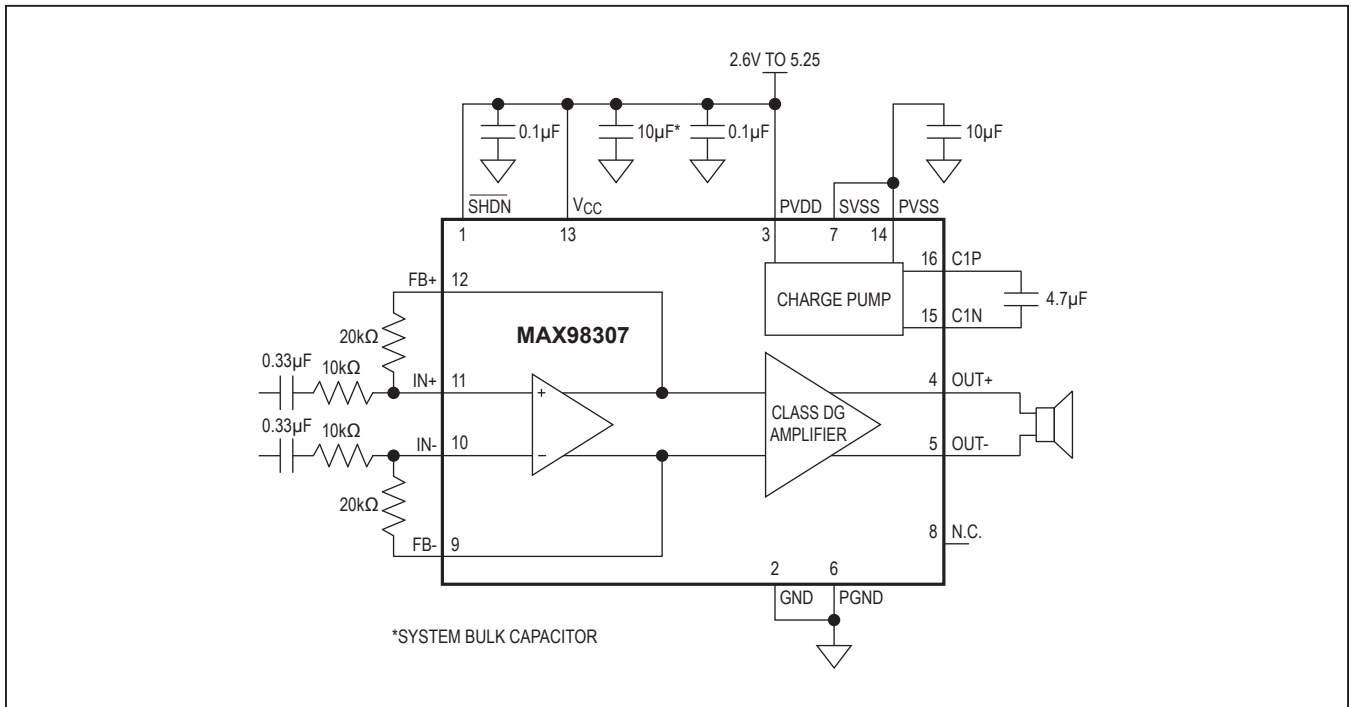 2.6V TO 5.25
0.1µF
10µF*
0.1µF
10µF
SHDN
VCC
PVDD
SVSS
PVSS
1
13
3
7
14
16
C1P
FB+
12
CHARGE PUMP
4.7µF
15
C1N
20kΩ
MAX98307
0.33µF
10kΩ
IN+
11
+
4
OUT+
CLASS DG
AMPLIFIER
0.33µF
10kΩ
IN-
10
−
5
OUT-
20kΩ
8
N.C.
FB-
9
2
6
GND
PGND
*SYSTEM BULK CAPACITOR